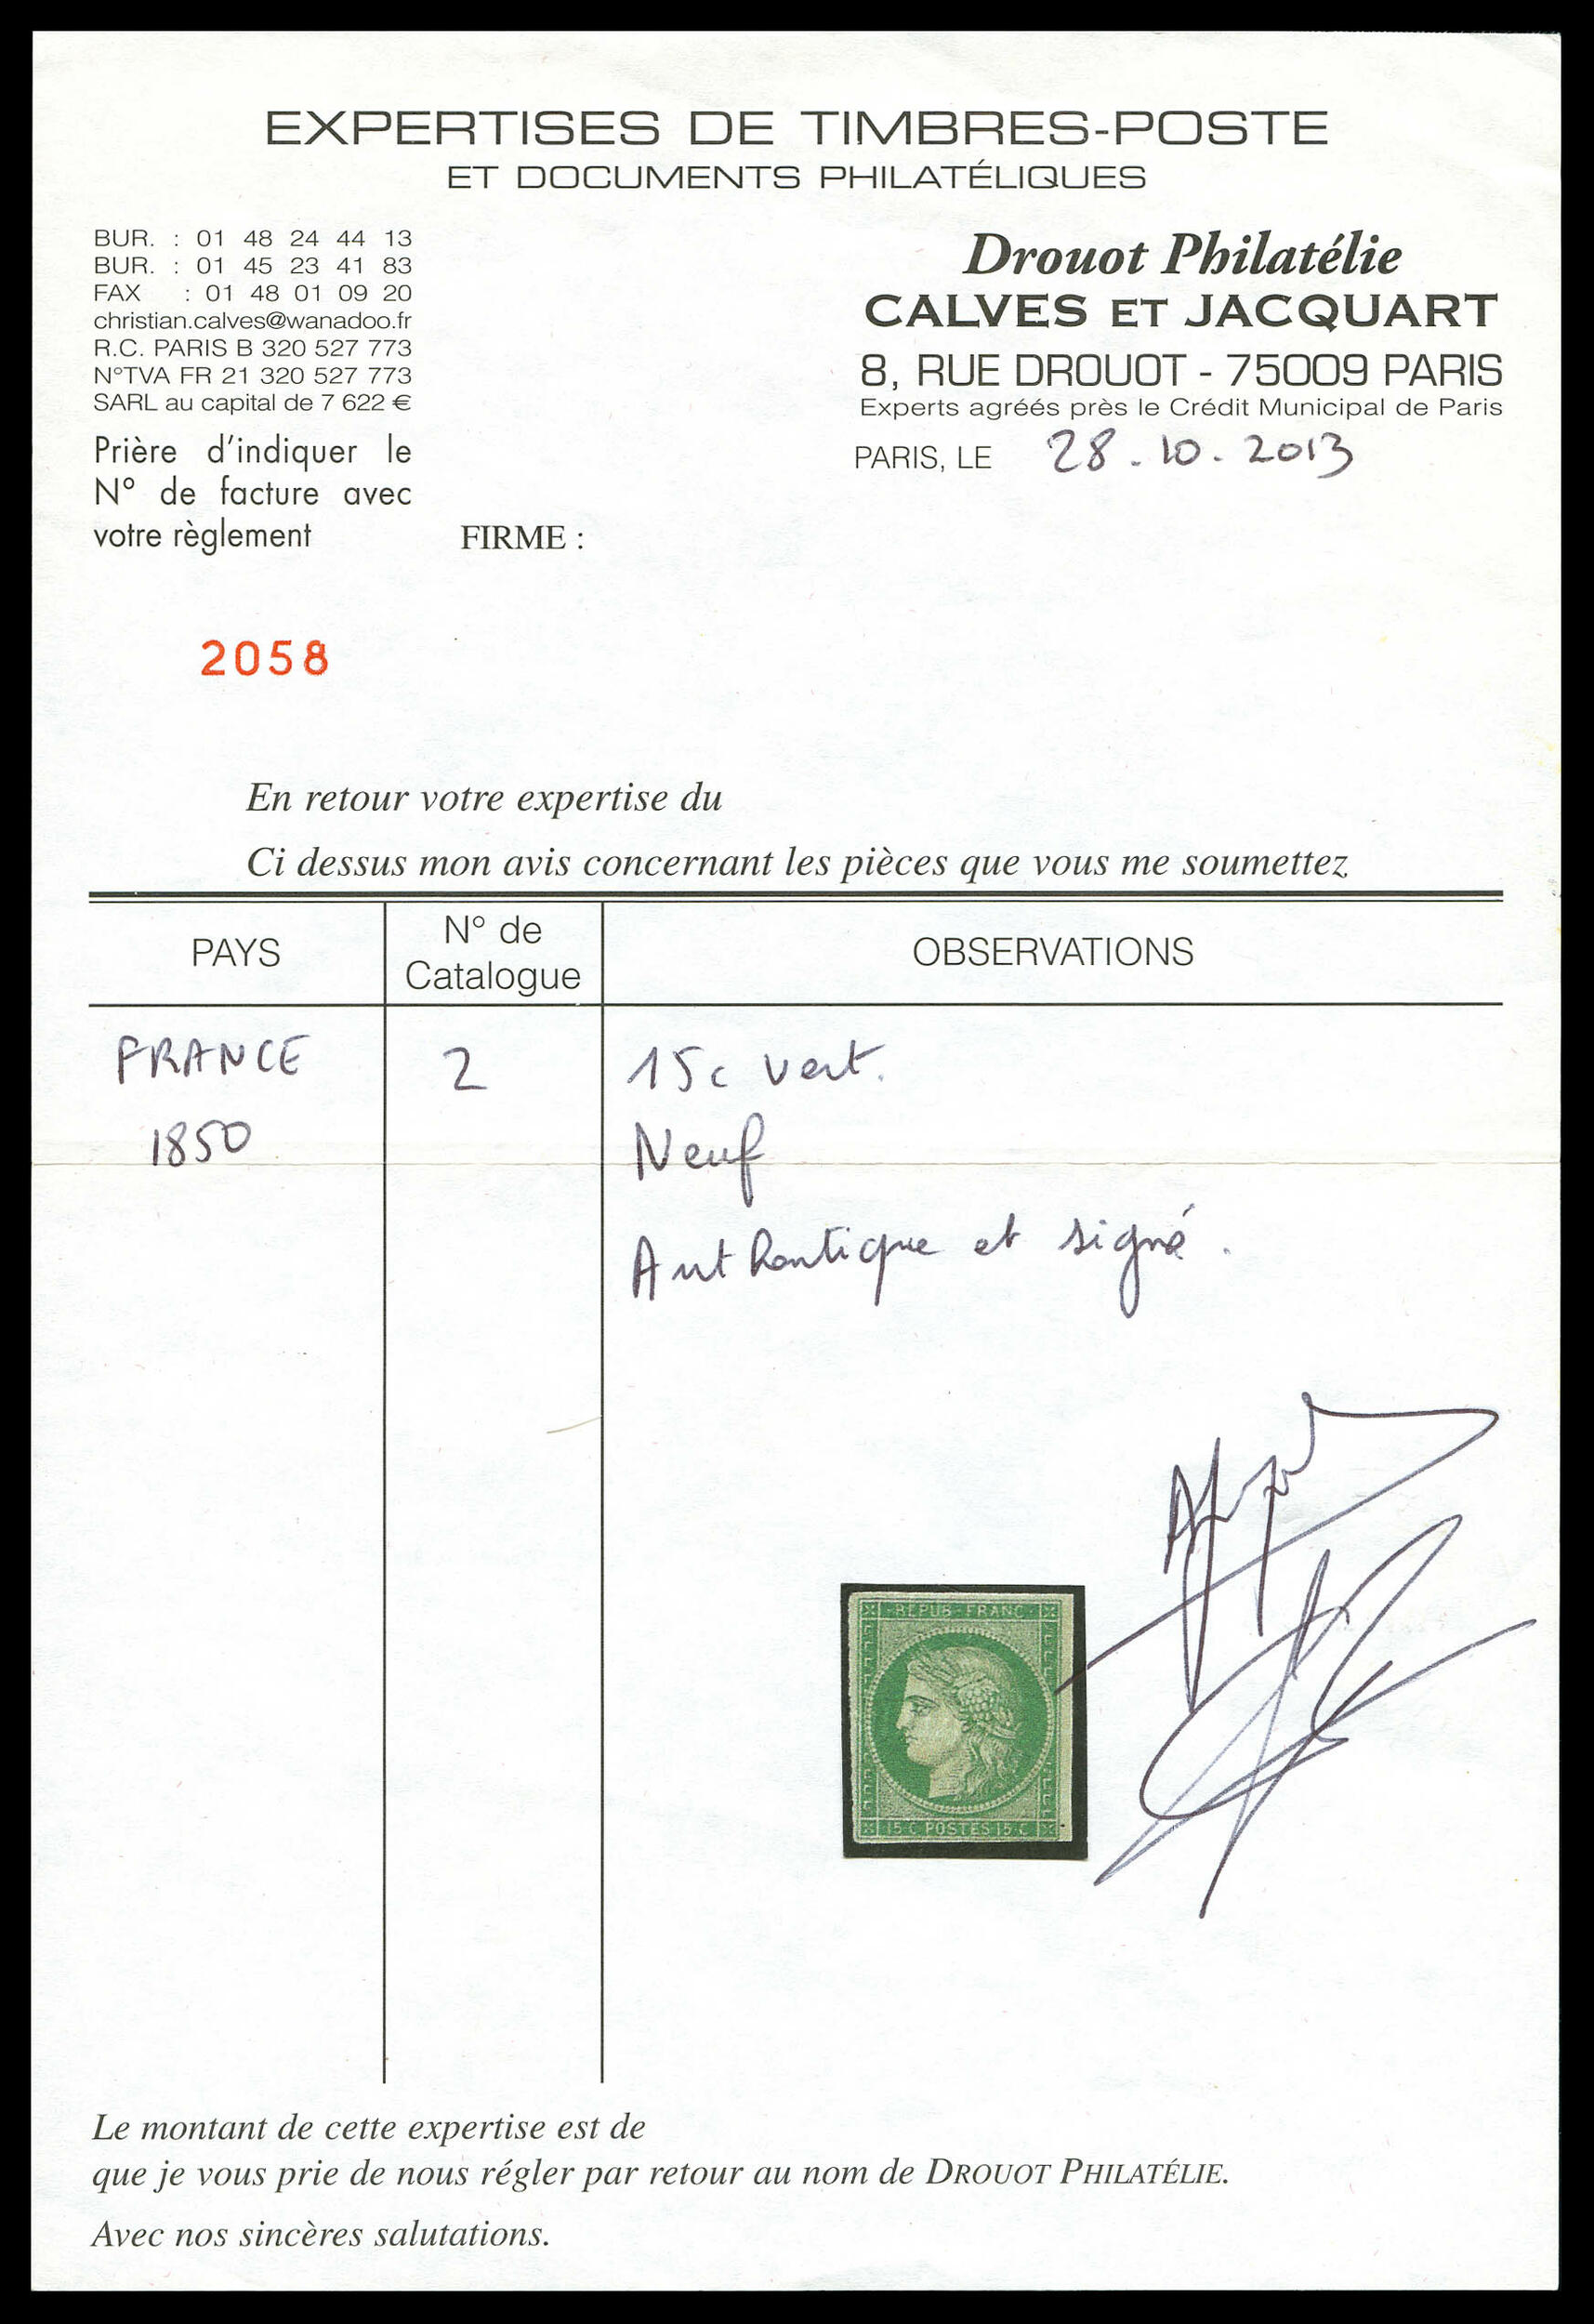 EXPERTISES DE TIMBRES-POSTE
ET DOCUMENTS PHILATÉLIQUES
BUR. : 01 48 24 44 13
BUR. : 01 45 23 41 83
FAX : 01 48 01 09 20
christian.calves@wanadoo.fr
R.C. PARIS B 320 527 773
N°TVA FR 21 320 527 773
SARL au capital de 7 622 €
Prière d'indiquer le
N° de facture avec
votre règlement
Drouot Philatélie
CALVES ET JACQUART
8, RUE DROUOT - 75009 PARIS
Experts agréés près le Crédit Municipal de Paris
PARIS, LE 28.10.2013
FIRME :
2058
En retour votre expertise du
Ci dessus mon avis concernant les pièces que vous me soumettez
PAYS
N° de
Catalogue
OBSERVATIONS
FRANCE 2 15c vert.
1850 Neuf
Authentique et signé.
REPUB FRANC
15 C POSTES 15 C
Le montant de cette expertise est de
que je vous prie de nous régler par retour au nom de DROUOT PHILATÉLIE.
Avec nos sincères salutations.